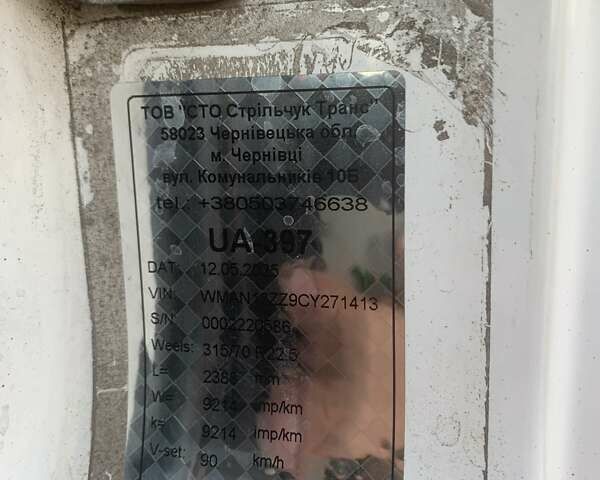 ТОВ "СТО Стрільчук Транс"
58023 Чернівецька обл.
м. Чернівці
вул. Комунальників 10Б
tel.: +380503746638
UA 397
DAT: 12.05.2025
VIN: WMAN18ZZ9CY271413
S/N: 0002220586
Weels: 315/70 R22.5
L= 2386 mm
W= 9214 imp/km
k= 9214 imp/km
V-set: 90 km/h